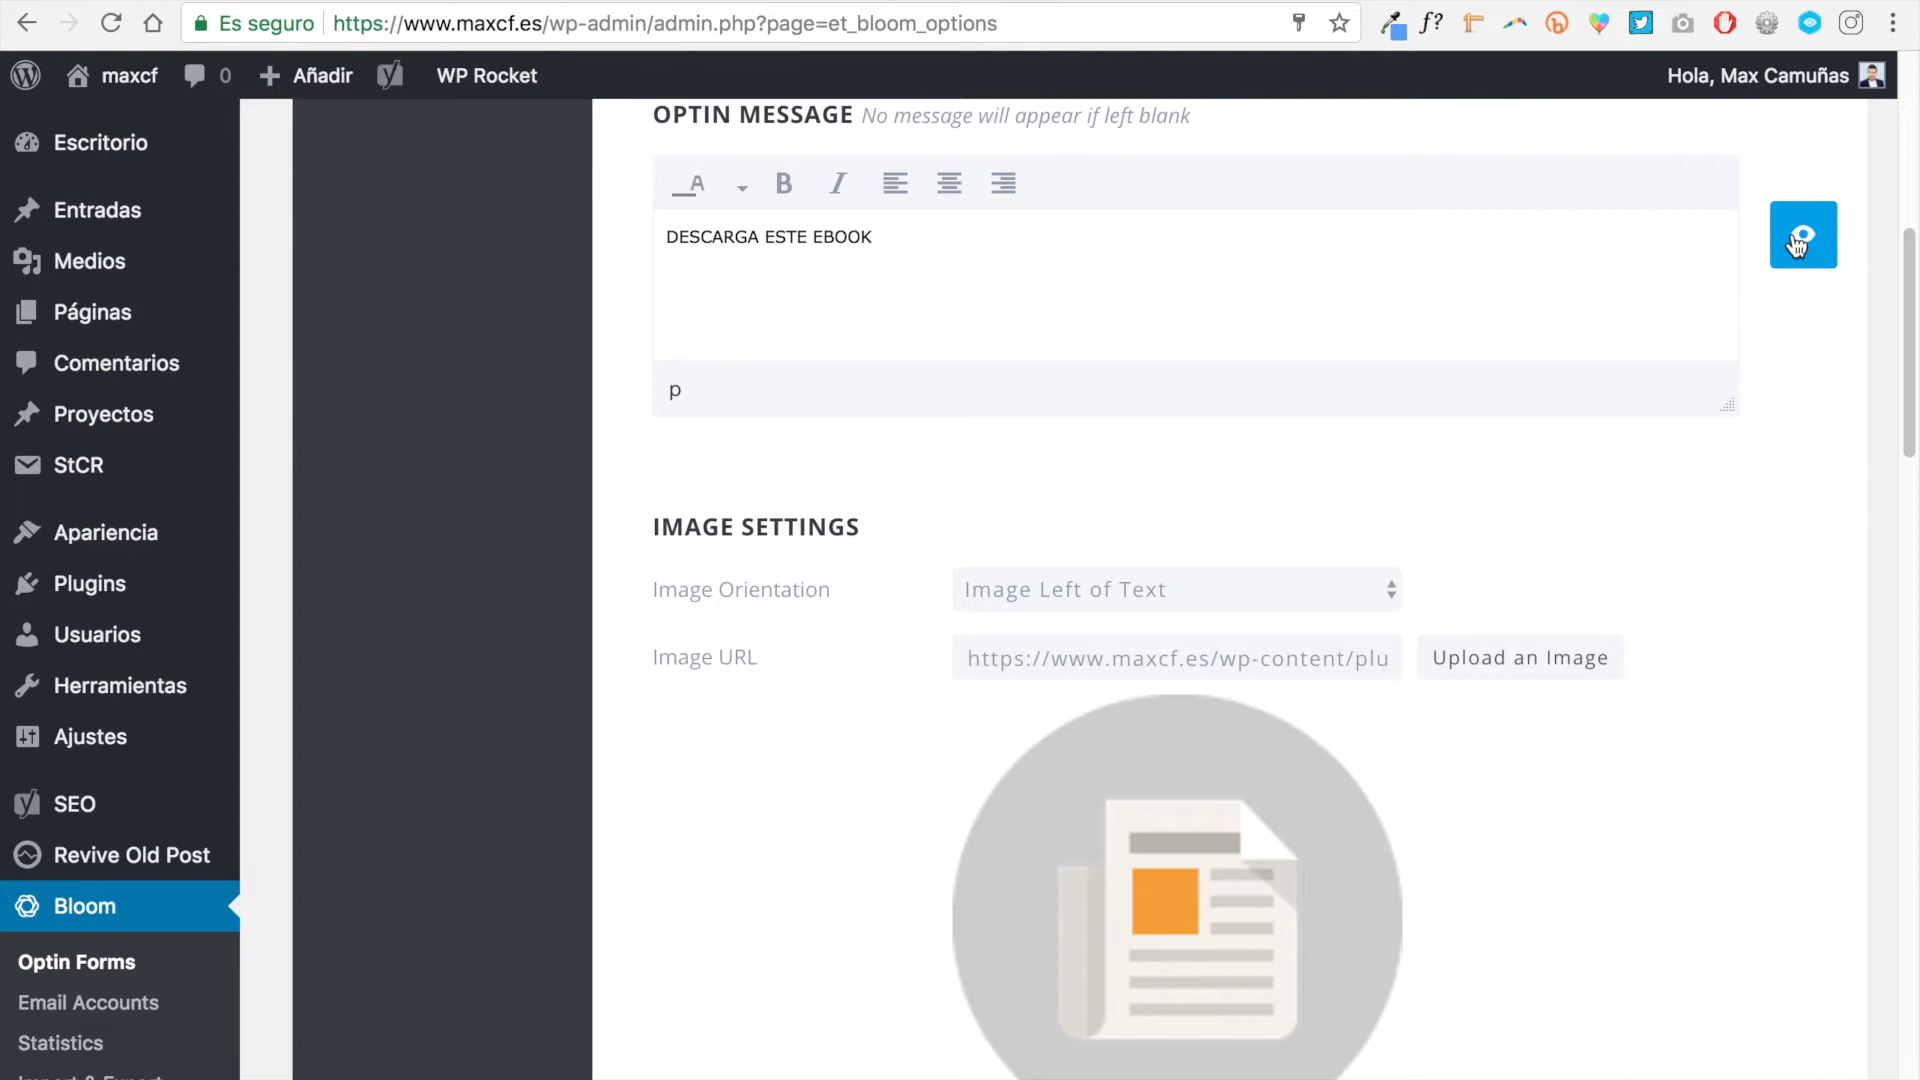 Es seguro https://www.maxcf.es/wp-admin/admin.php?page=et_bloom_options
f?
maxcf 0 Añadir WP Rocket Hola, Max Camuñas
Escritorio
Entradas
Medios
Páginas
Comentarios
Proyectos
StCR
Apariencia
Plugins
Usuarios
Herramientas
Ajustes
SEO
Revive Old Post
Bloom
Optin Forms
Email Accounts
Statistics
OPTIN MESSAGE No message will appear if left blank
A B I
DESCARGA ESTE EBOOK
p
IMAGE SETTINGS
Image Orientation Image Left of Text
Image URL https://www.maxcf.es/wp-content/plu Upload an Image